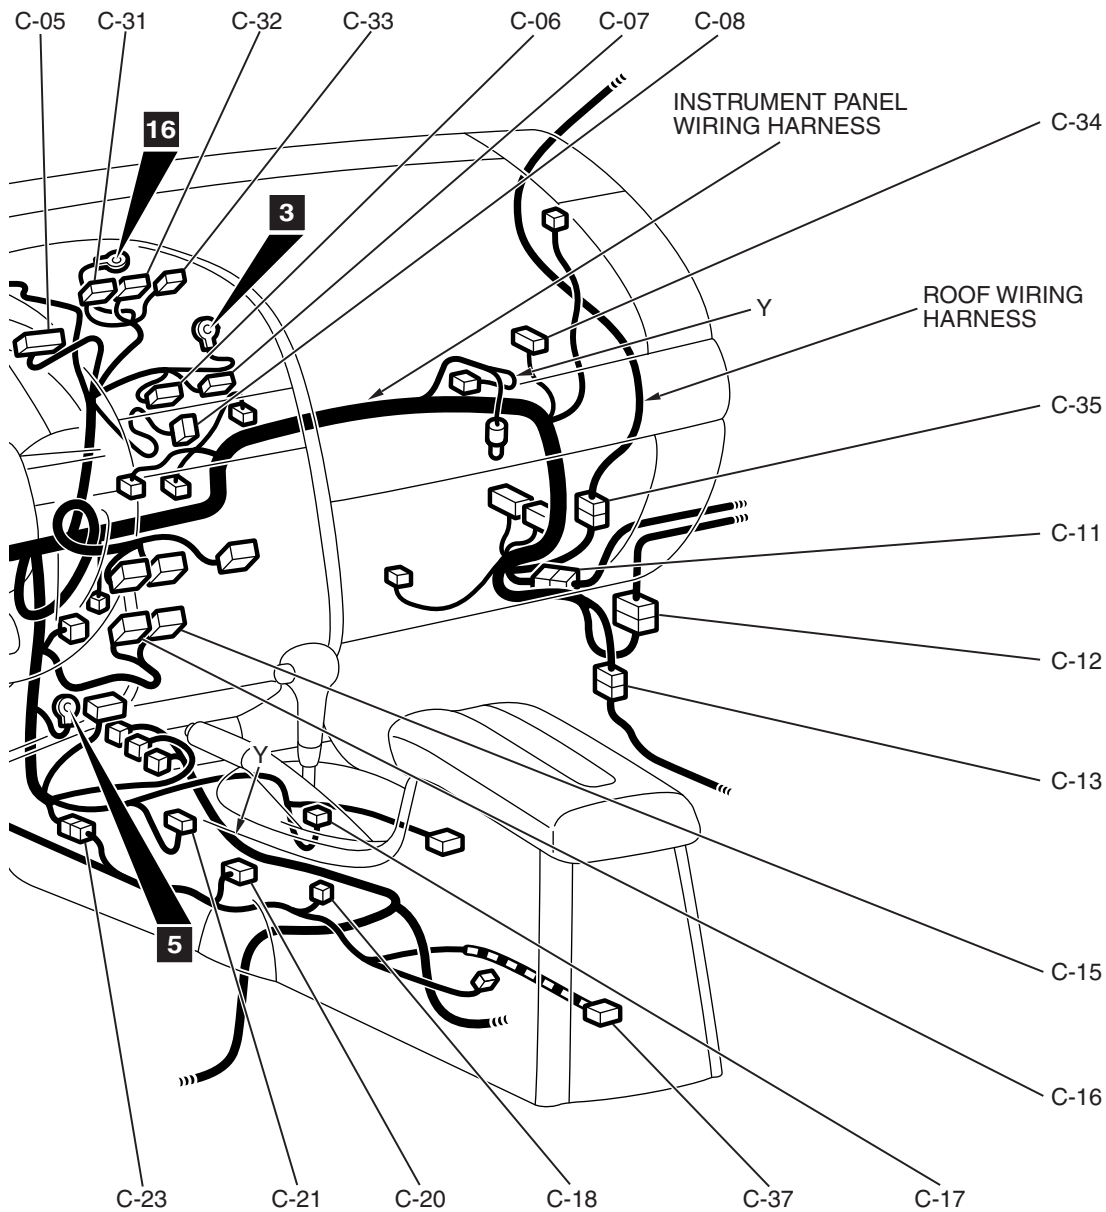 C-05 C-31 C-32 C-33 C-06 C-07 C-08
INSTRUMENT PANEL
WIRING HARNESS
C-34
16
3
Y
ROOF WIRING
HARNESS
C-35
C-11
C-12
Y
C-13
5
C-15
C-16
C-23 C-21 C-20 C-18 C-37 C-17